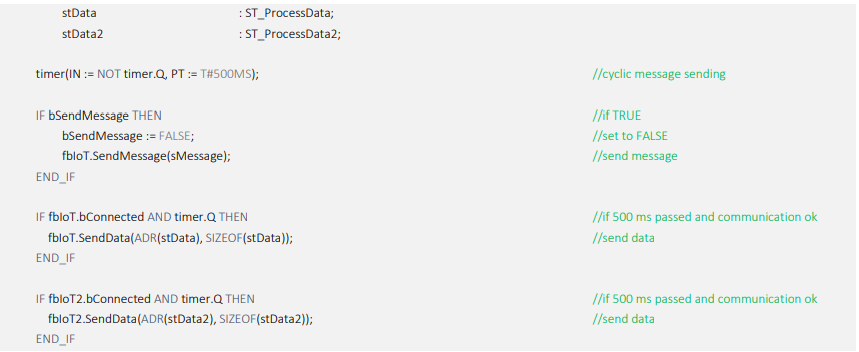 stData : ST_ProcessData;
stData2 : ST_ProcessData2;
timer(IN := NOT timer.Q, PT := T#500MS); //cyclic message sending
IF bSendMessage THEN //if TRUE
bSendMessage := FALSE; //set to FALSE
fbIoT.SendMessage(sMessage); //send message
END_IF
IF fbIoT.bConnected AND timer.Q THEN //if 500 ms passed and communication ok
fbIoT.SendData(ADR(stData), SIZEOF(stData)); //send data
END_IF
IF fbIoT2.bConnected AND timer.Q THEN //if 500 ms passed and communication ok
fbIoT2.SendData(ADR(stData2), SIZEOF(stData2)); //send data
END_IF